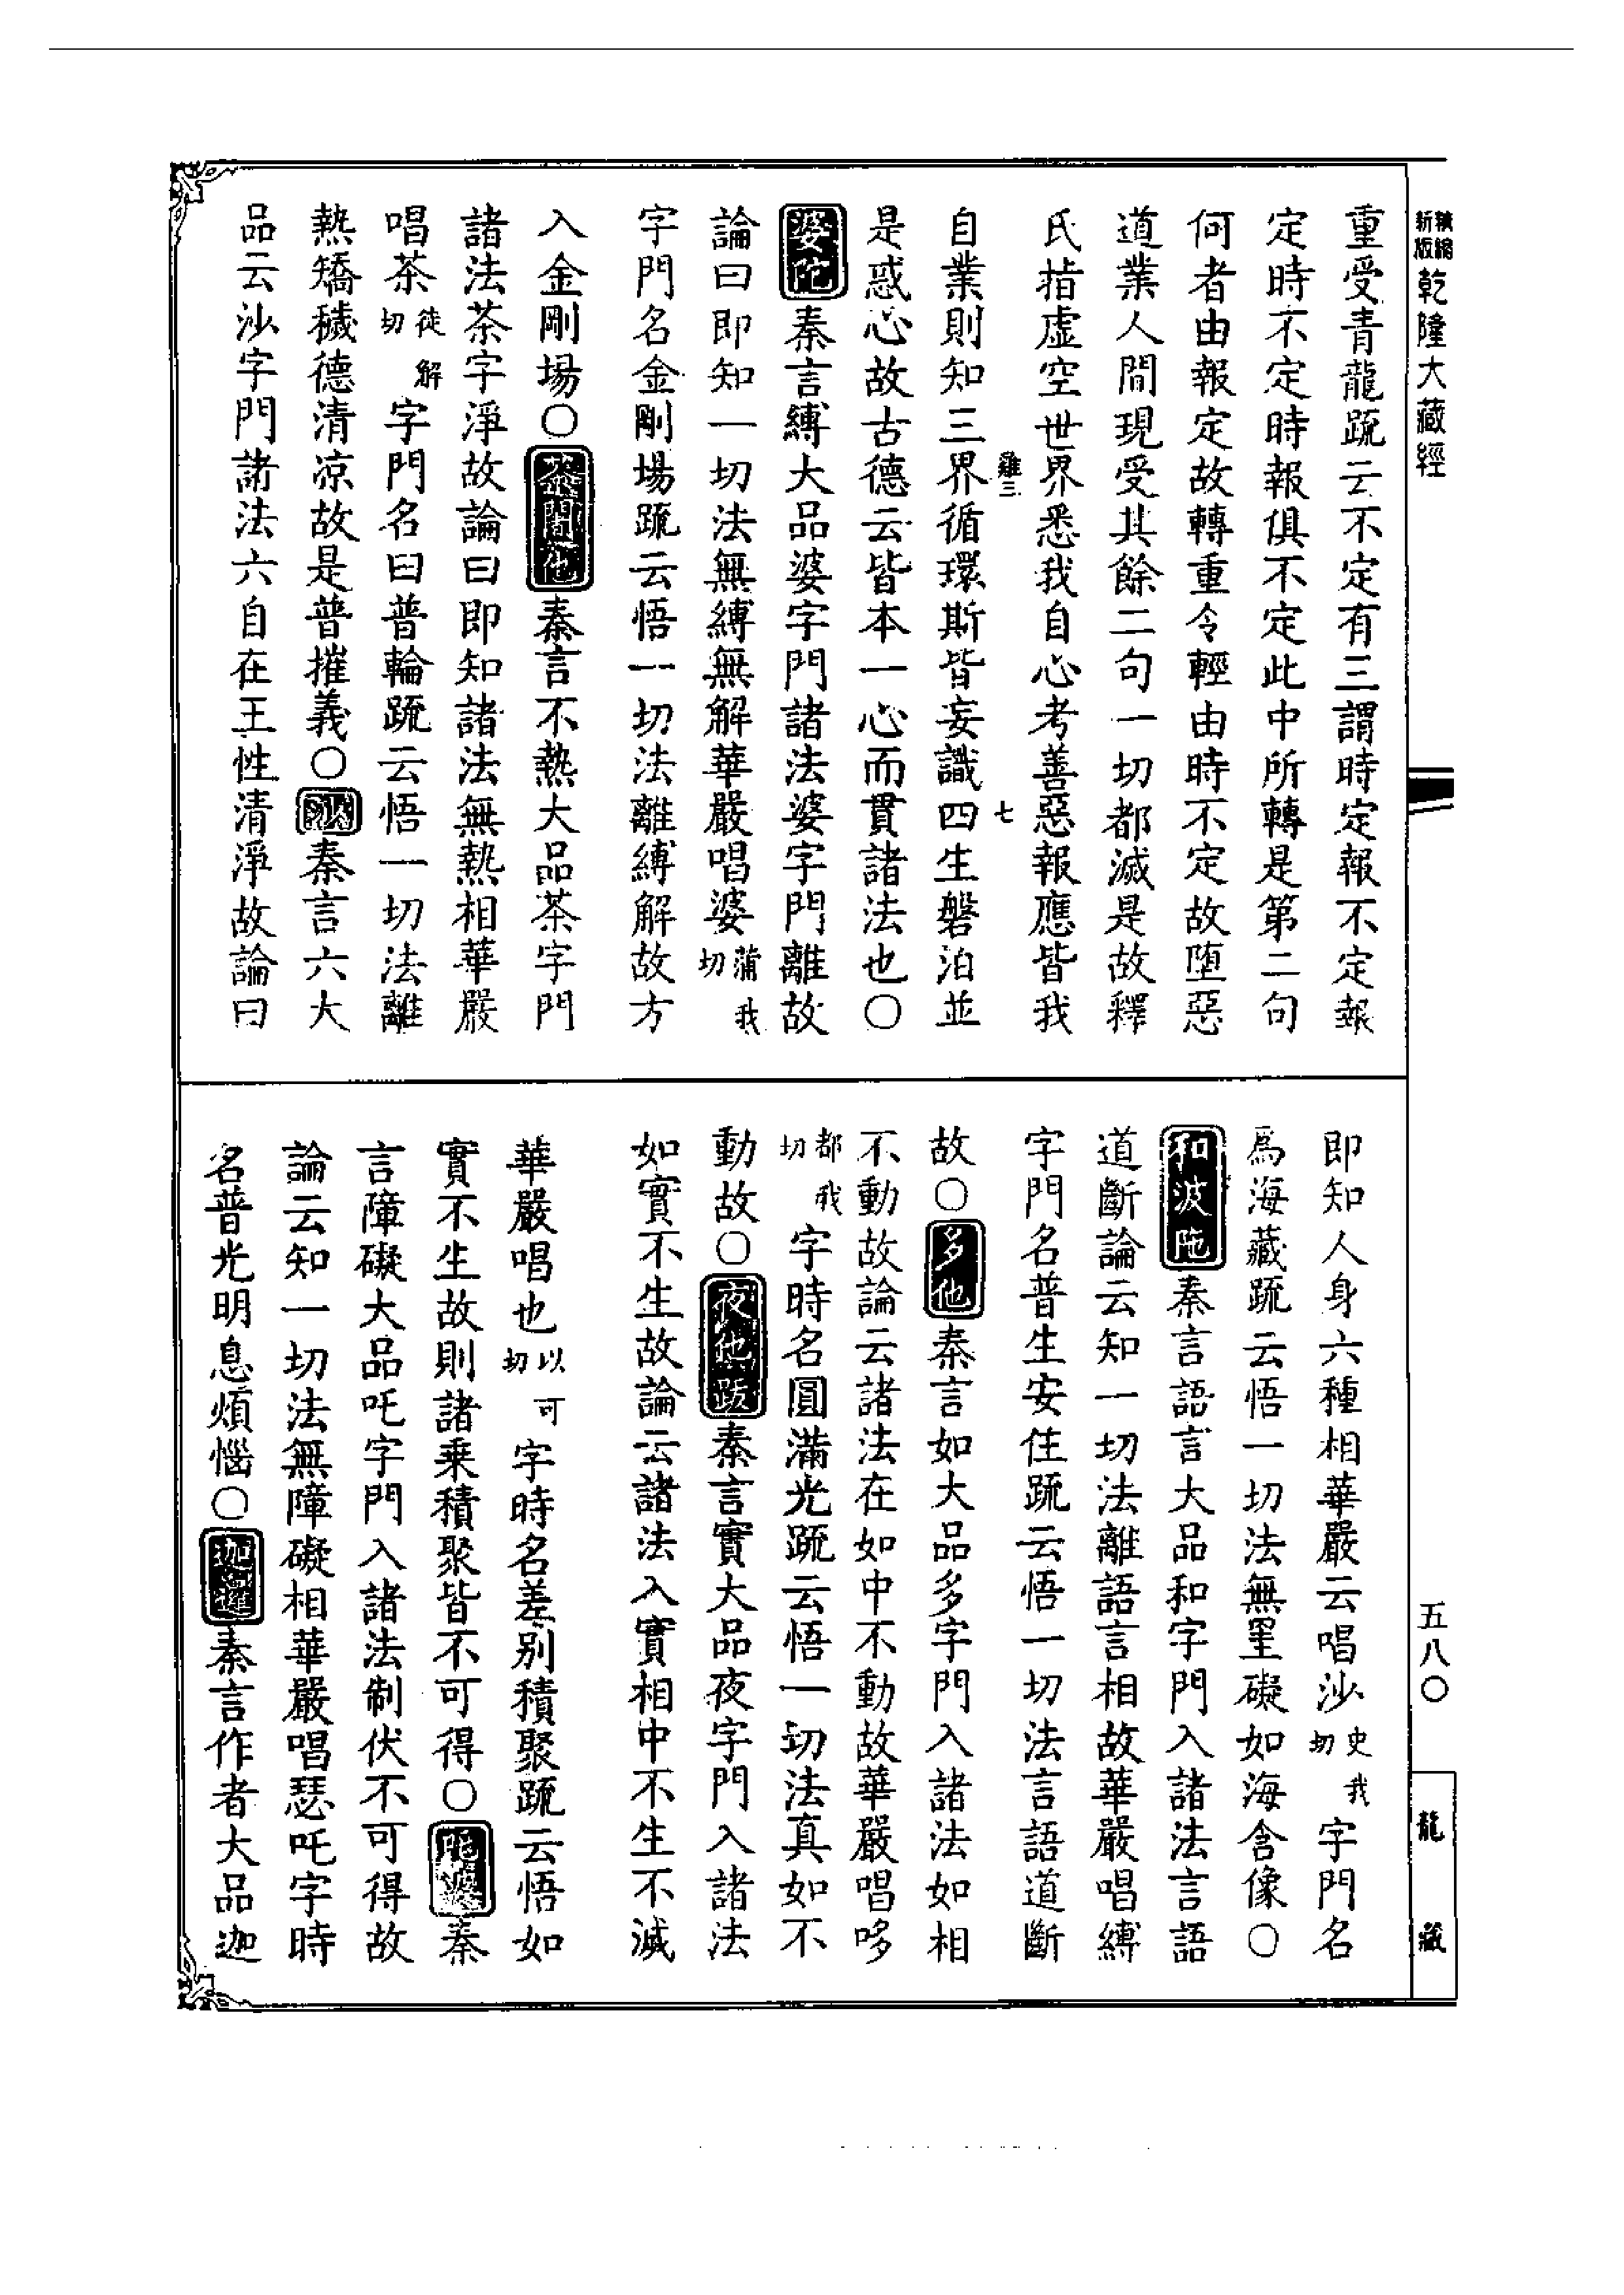 精縮
新版
乾隆大藏經
五八〇
龍藏
重受青龍䟽云不定有三謂時定報不定報
定時不定時報俱不定此中所轉是第二句
何者由報定故轉重令輕由時不定故墮惡
道業人間現受其餘二句一切都滅是故釋
氏指虛空世界悉我自心考善惡報應皆我
雞三 七
自業則知三界循環斯皆妄識四生磐泊並
是惑心故古德云皆本一心而貫諸法也〇
婆陀秦言縛大品婆字門諸法婆字門離故
論曰即知一切法無縛無解華嚴唱婆蒲我切
字門名金剛場䟽云悟一切法離縛解故方
入金剛場〇荼闍他秦言不熱大品荼字門
諸法荼字淨故論曰即知諸法無熱相華嚴
唱荼徒解切字門名曰普輪䟽云悟一切法離
熱矯穢德清凉故是普摧義〇沙秦言六大
品云沙字門諸法六自在王性清淨故論曰
即知人身六種相華嚴云唱沙史我切字門名
爲海藏䟽云悟一切法無罣礙如海含像〇
和波陁秦言語言大品和字門入諸法言語
道斷論云知一切法離語言相故華嚴唱縛
字門名普生安住䟽云悟一切法言語道斷
故〇多他秦言如大品多字門入諸法如相
不動故論云諸法在如中不動故華嚴唱哆
都我切字時名圓滿光䟽云悟一切法真如不
動故〇夜他跋秦言實大品夜字門入諸法
如實不生故論云諸法入實相中不生不滅
華嚴唱也以可切字時名差别積聚䟽云悟如
實不生故則諸乗積聚皆不可得〇吒婆秦
言障礙大品吒字門入諸法制伏不可得故
論云知一切法無障礙相華嚴唱瑟吒字時
名普光明息煩惱〇迦邏秦言作者大品迦